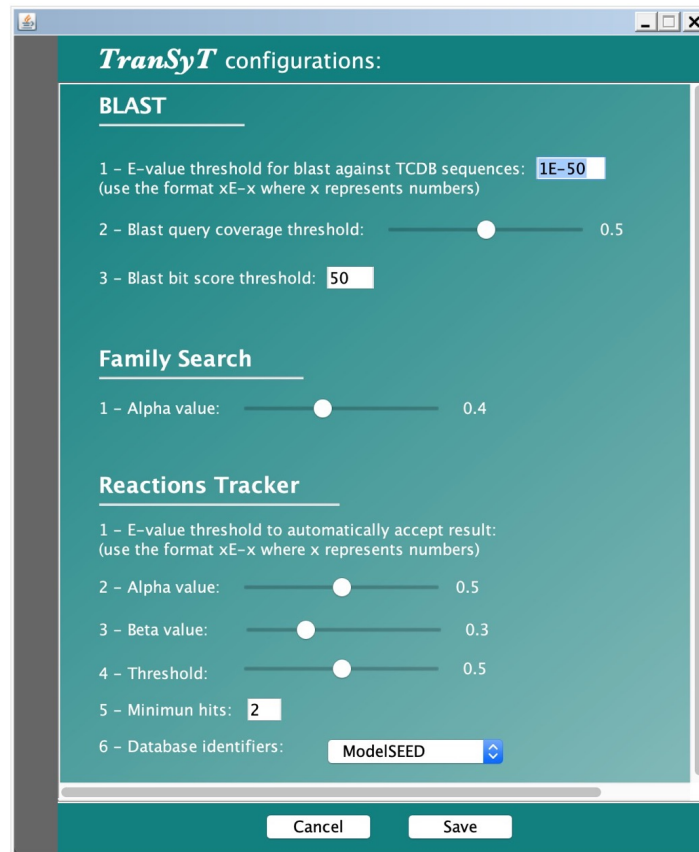 TranSyT configurations:
BLAST
1 – E-value threshold for blast against TCDB sequences: 1E-50
(use the format xE-x where x represents numbers)
2 – Blast query coverage threshold: 0.5
3 – Blast bit score threshold: 50
Family Search
1 – Alpha value: 0.4
Reactions Tracker
1 – E-value threshold to automatically accept result:
(use the format xE-x where x represents numbers)
2 – Alpha value: 0.5
3 – Beta value: 0.3
4 – Threshold: 0.5
5 – Minimun hits: 2
6 – Database identifiers: ModelSEED
Cancel Save